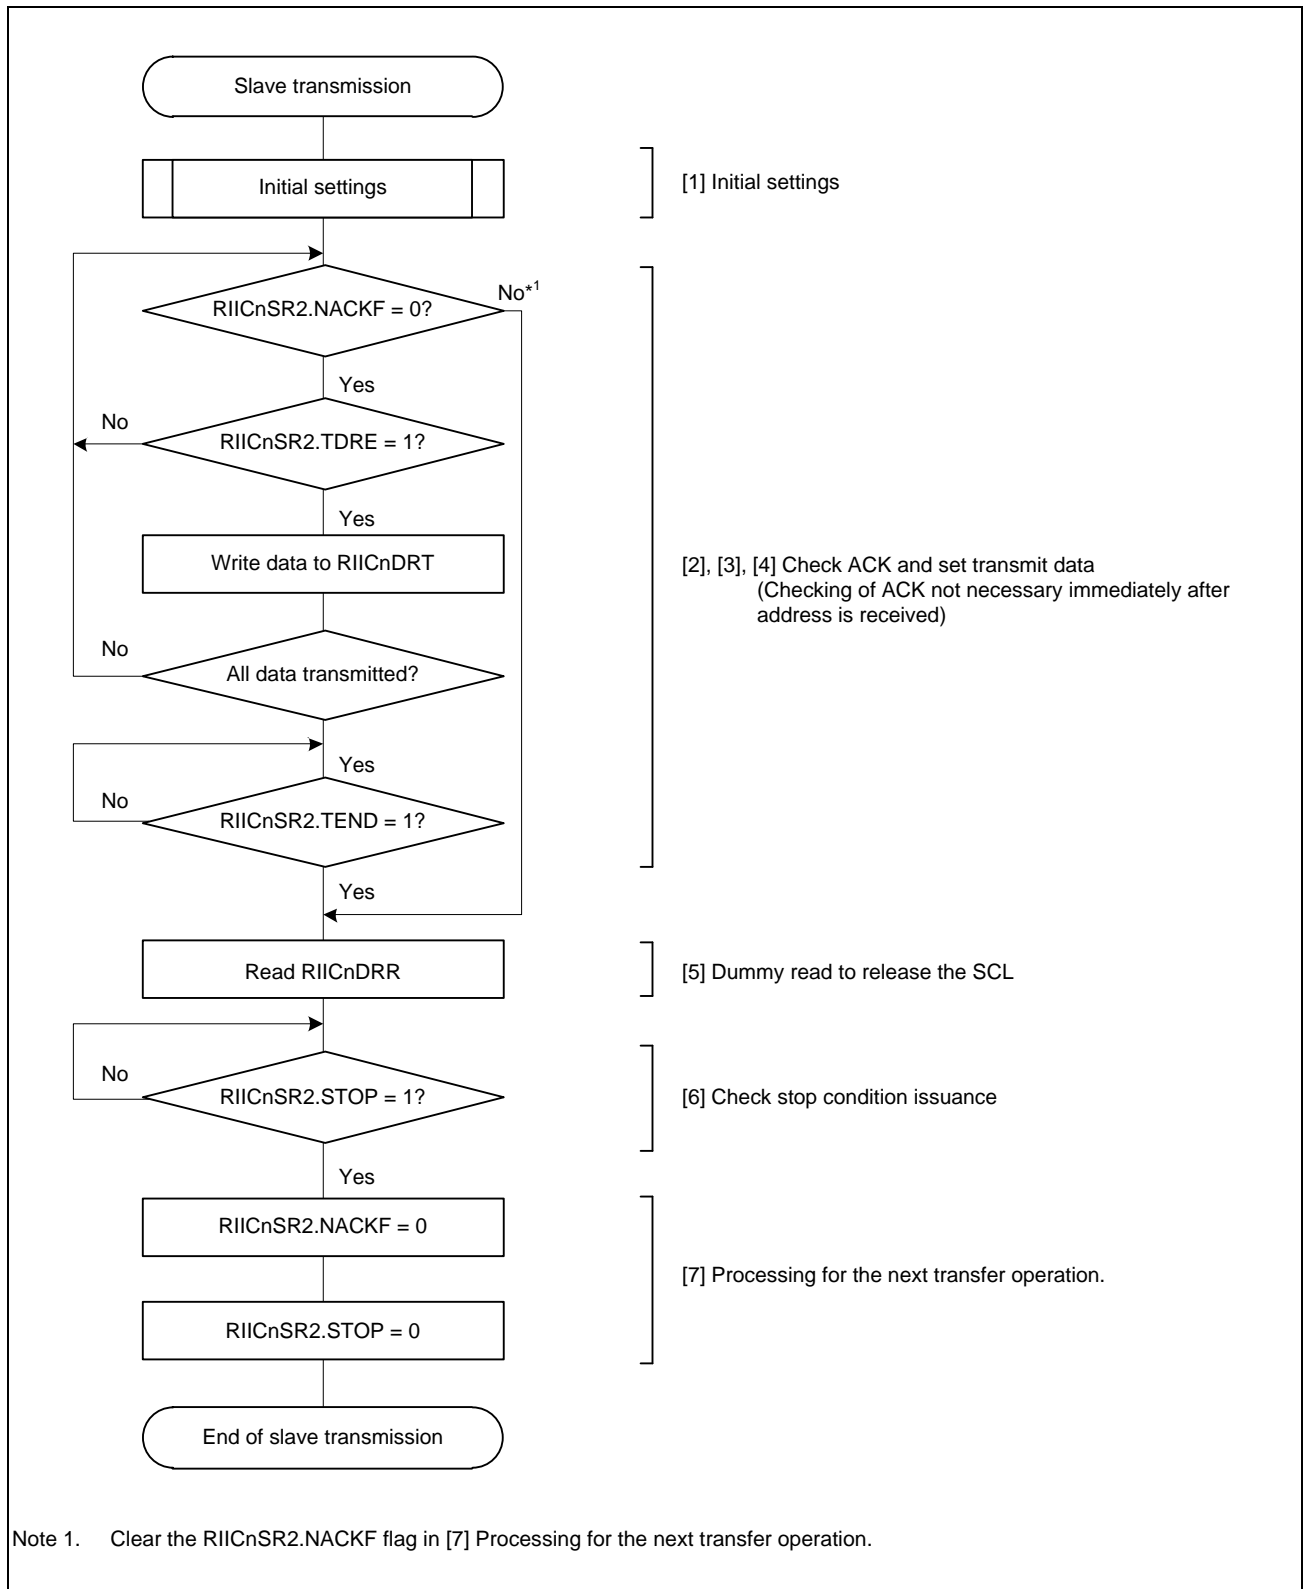 Slave transmission
Initial settings
[1] Initial settings
RIICnSR2.NACKF = 0?
No*1
Yes
No
RIICnSR2.TDRE = 1?
Yes
Write data to RIICnDRT
[2], [3], [4] Check ACK and set transmit data
(Checking of ACK not necessary immediately after
address is received)
No
All data transmitted?
Yes
No
RIICnSR2.TEND = 1?
Yes
Read RIICnDRR
[5] Dummy read to release the SCL
No
RIICnSR2.STOP = 1?
[6] Check stop condition issuance
Yes
RIICnSR2.NACKF = 0
[7] Processing for the next transfer operation.
RIICnSR2.STOP = 0
End of slave transmission
Note 1. Clear the RIICnSR2.NACKF flag in [7] Processing for the next transfer operation.